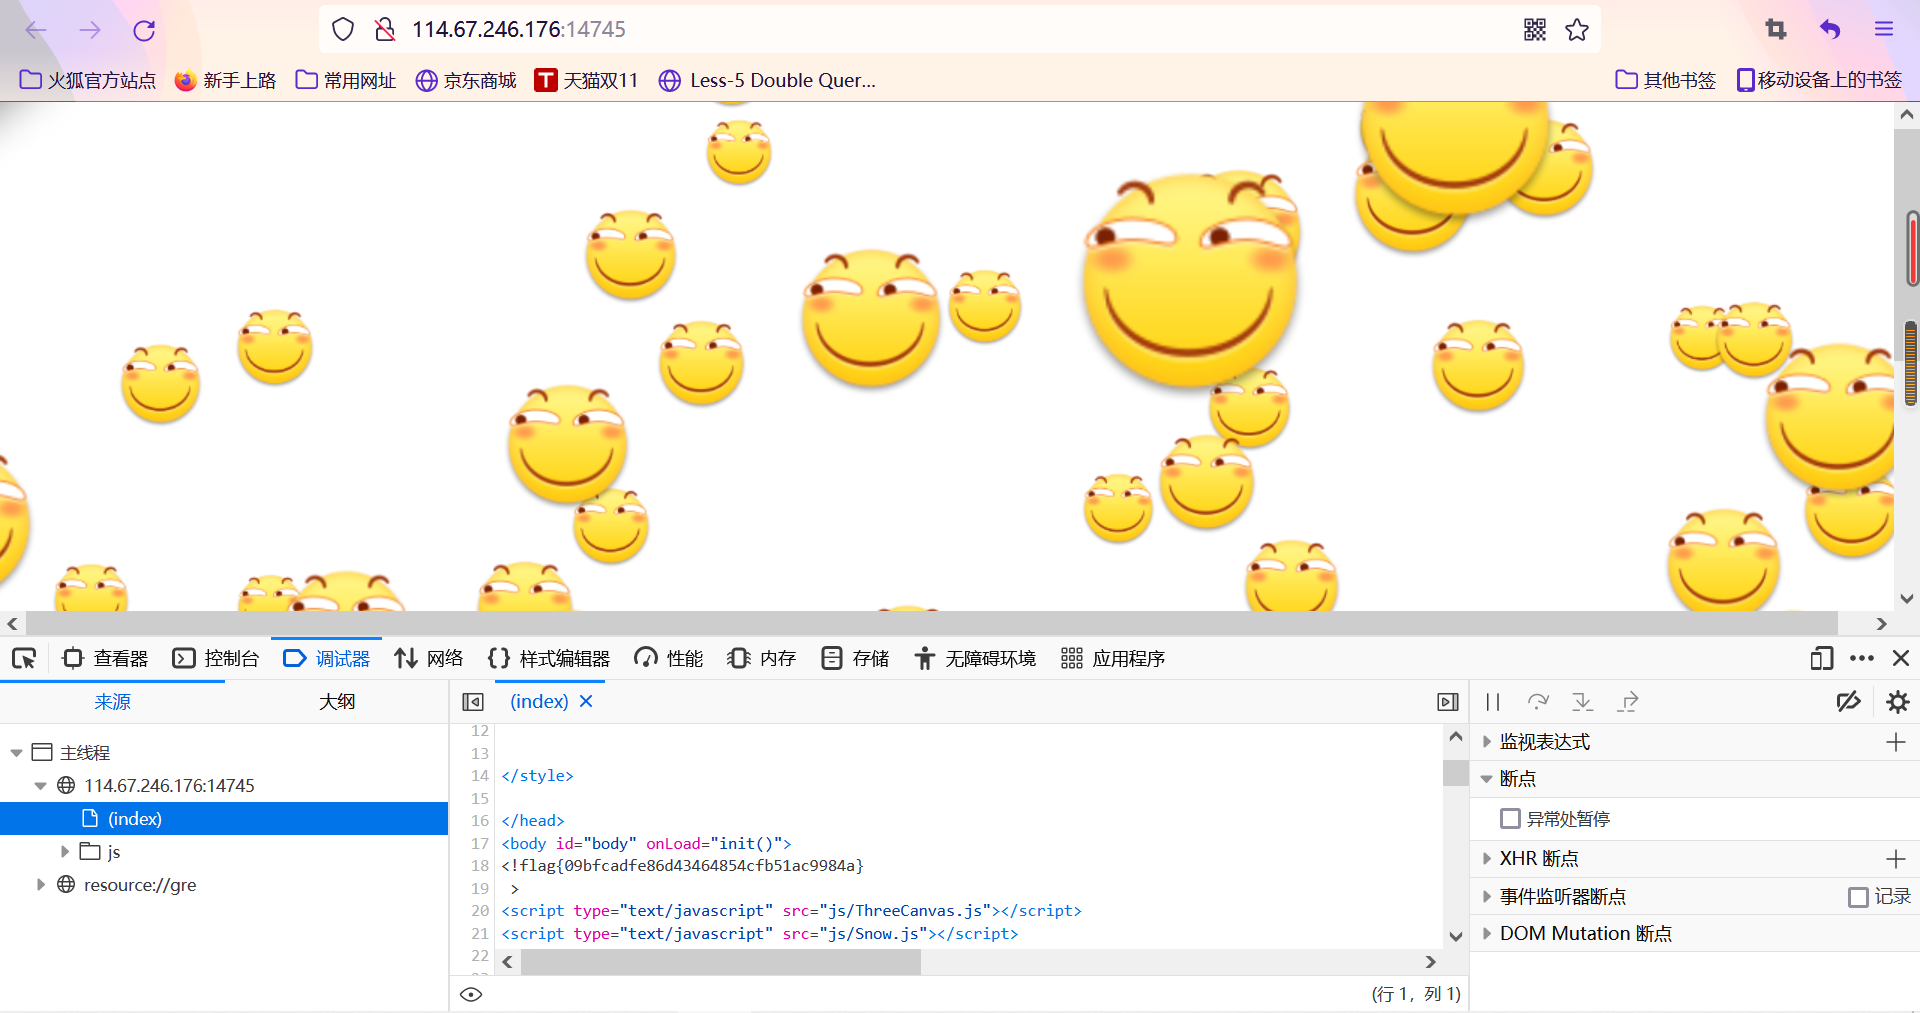 114.67.246.176:14745
火狐官方站点 新手上路 常用网址 京东商城 T 天猫双11 Less-5 Double Quer... 其他书签 移动设备上的书签
查看器 控制台 调试器 网络 样式编辑器 性能 内存 存储 无障碍环境 应用程序
来源 大纲 (index)
主线程
114.67.246.176:14745
(index)
js
resource://gre
12
13
14 </style>
15
16 </head>
17 <body id="body" onLoad="init()">
18 <!flag{09bfcadfe86d43464854cfb51ac9984a}
19 >
20 <script type="text/javascript" src="js/ThreeCanvas.js"></script>
21 <script type="text/javascript" src="js/Snow.js"></script>
22
(行 1，列 1)
监视表达式
断点
异常处暂停
XHR 断点
事件监听器断点 记录
DOM Mutation 断点